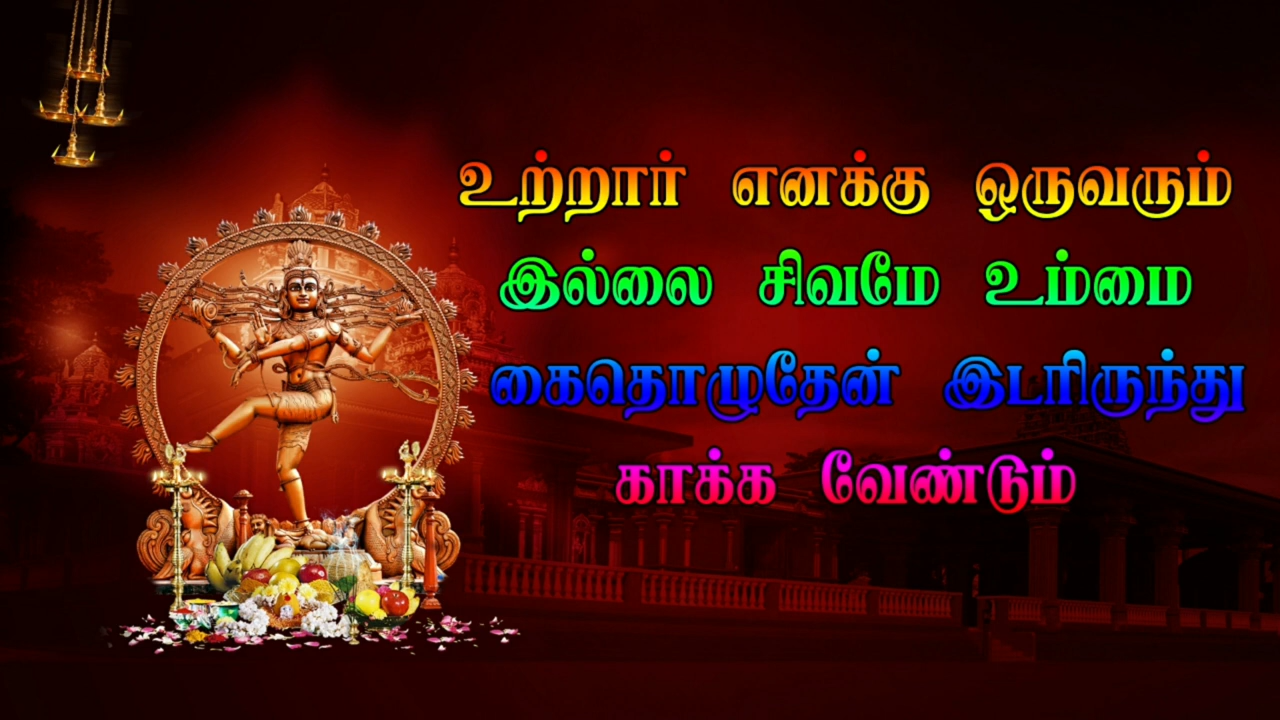 உற்றார் எனக்கு ஒருவரும்
இல்லை சிவமே உம்மை
கைதொழுதேன் இடரிருந்து
காக்க வேண்டும்